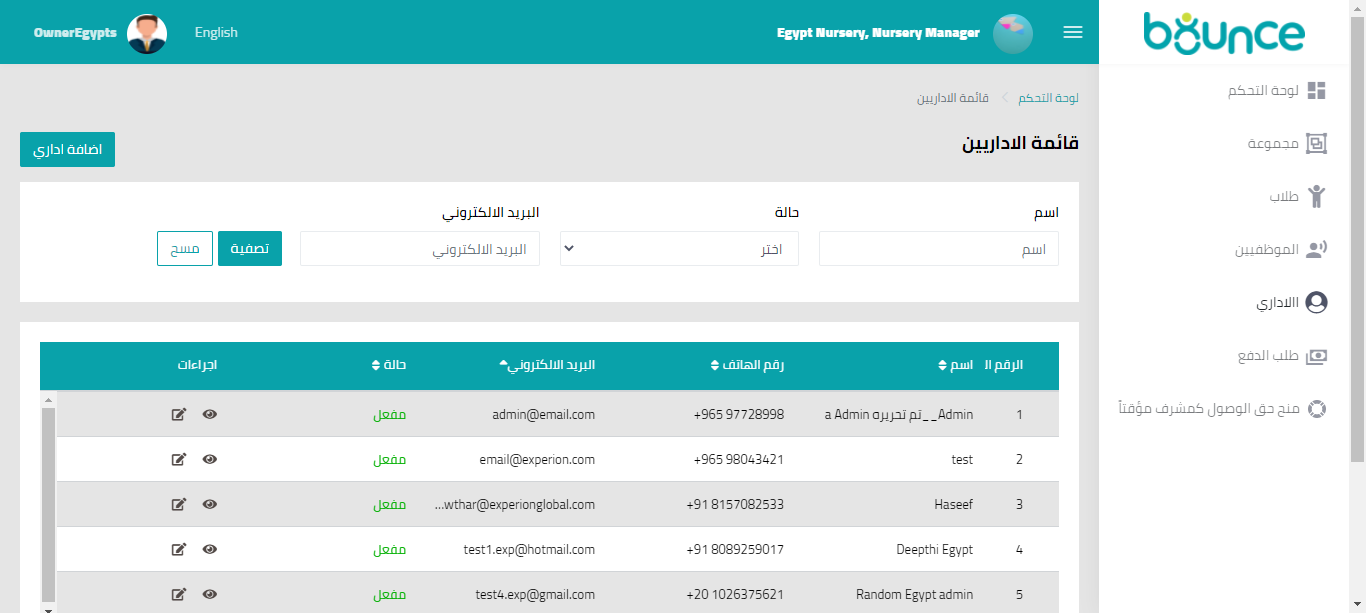 bounce
Egypt Nursery, Nursery Manager
English
OwnerEgypts
لوحة التحكم
مجموعة
طلاب
الموظفيين
االاداري
طلب الدفع
منح حق الوصول كمشرف مؤقتاً
لوحة التحكم قائمة الاداريين
قائمة الاداريين
اضافة اداري
اسم حالة البريد الالكتروني
اسم اختر البريد الالكتروني تصفية مسح
الرقم ال اسم رقم الهاتف البريد الالكتروني حالة اجراءات
1 Admin__تم تحريره a Admin +965 97728998 admin@email.com مفعل
2 test +965 98043421 email@experion.com مفعل
3 Haseef +91 8157082533 ...wthar@experionglobal.com مفعل
4 Deepthi Egypt +91 8089259017 test1.exp@hotmail.com مفعل
5 Random Egypt admin +20 1026375621 test4.exp@gmail.com مفعل